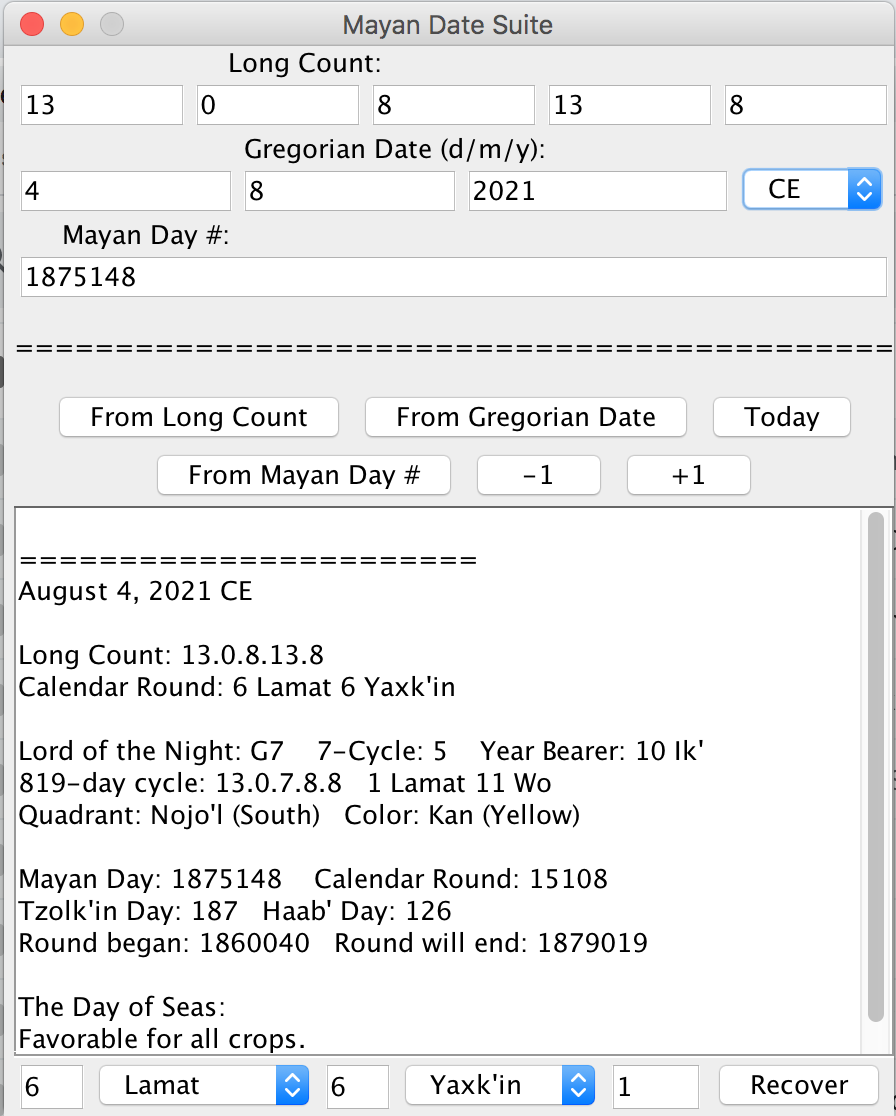 Mayan Date Suite
Long Count:
13 0 8 13 8
Gregorian Date (d/m/y):
4 8 2021 CE
Mayan Day #:
1875148
============================================
From Long Count From Gregorian Date Today
From Mayan Day # -1 +1
=======================
August 4, 2021 CE
Long Count: 13.0.8.13.8
Calendar Round: 6 Lamat 6 Yaxk'in
Lord of the Night: G7 7-Cycle: 5 Year Bearer: 10 Ik'
819-day cycle: 13.0.7.8.8 1 Lamat 11 Wo
Quadrant: Nojo'l (South) Color: Kan (Yellow)
Mayan Day: 1875148 Calendar Round: 15108
Tzolk'in Day: 187 Haab' Day: 126
Round began: 1860040 Round will end: 1879019
The Day of Seas:
Favorable for all crops.
6 Lamat 6 Yaxk'in 1 Recover